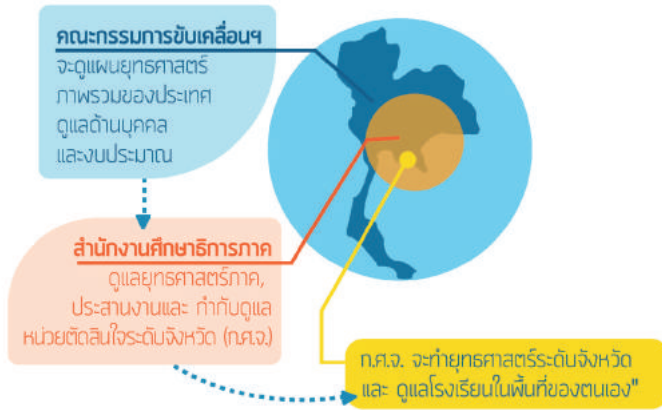 คณะกรรมการขับเคลื่อนฯ
จะดูแผนยุทธศาสตร์
ภาพรวมของประเทศ
ดูแลด้านบุคคล
และงบประมาณ
สำนักงานศึกษาธิการภาค
ดูแลยุทธศาสตร์ภาค,
ประสานงานและ กำกับดูแล
หน่วยตัดสินใจระดับจังหวัด (ก.ศ.จ.)
ก.ศ.จ. จะทำยุทธศาสตร์ระดับจังหวัด
และ ดูแลโรงเรียนในพื้นที่ของตนเอง"